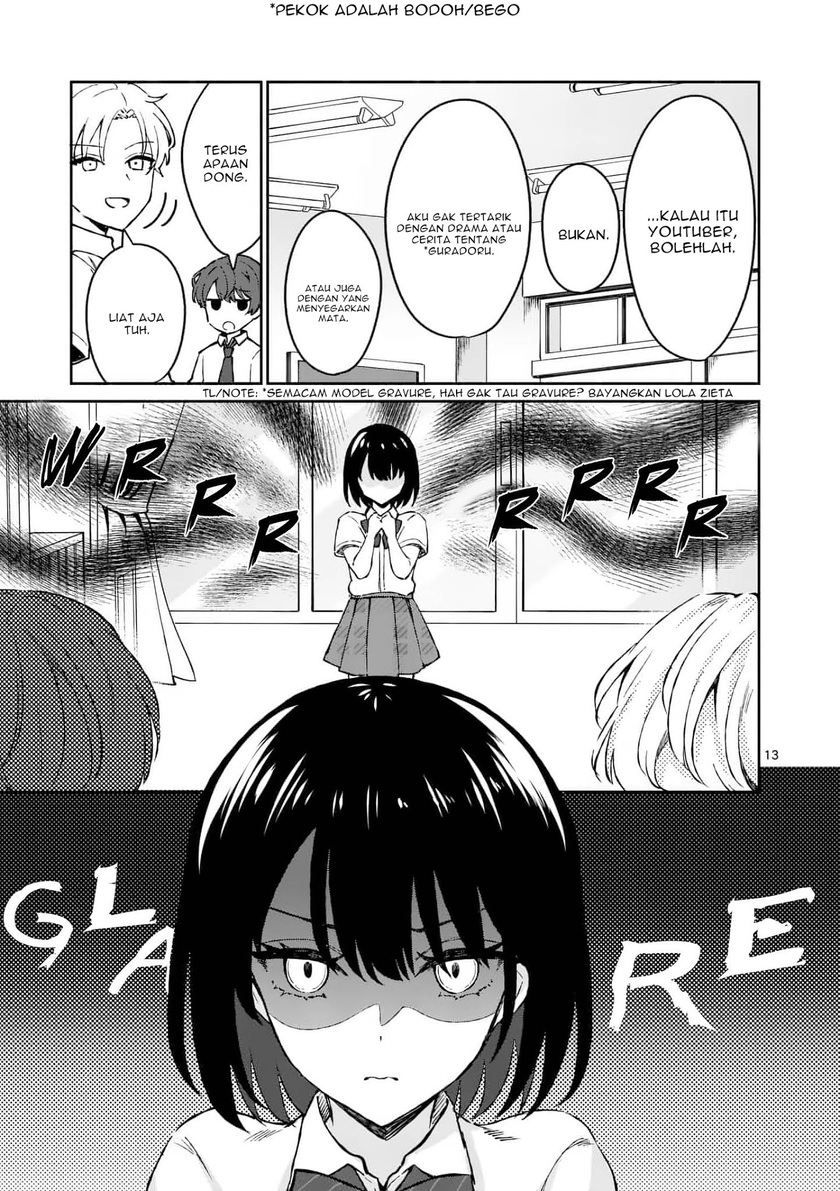 *PEKOK ADALAH BODOH/BEGO
...KALAU ITU
YOUTUBER,
BOLEHLAH.
BUKAN.
AKU GAK TERTARIK
DENGAN DRAMA ATAU
CERITA TENTANG
*GURADORU.
ATAU JUGA
DENGAN YANG
MENYEGARKAN
MATA.
TERUS
APAAN
DONG.
LIAT AJA
TUH.
TL/NOTE: *SEMACAM MODEL GRAVURE, HAH GAK TAU GRAVURE? BAYANGKAN LOLA ZIETA
WRRR
RRRR
13
GLARE